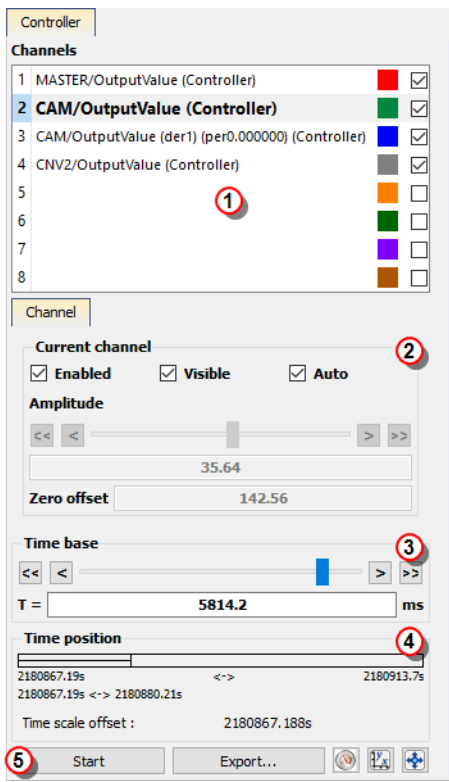 Controller
Channels
1 MASTER/OutputValue (Controller)
2 CAM/OutputValue (Controller)
3 CAM/OutputValue (der1) (per0.000000) (Controller)
4 CNV2/OutputValue (Controller)
5
1
6
7
8
Channel
Current channel
2
Enabled Visible Auto
Amplitude
<< < > >>
35.64
Zero offset 142.56
Time base
3
<< < > >>
T = 5814.2 ms
Time position
4
2180867.19s <-> 2180913.7s
2180867.19s <-> 2180880.21s
Time scale offset : 2180867.188s
5 Start Export... Y X